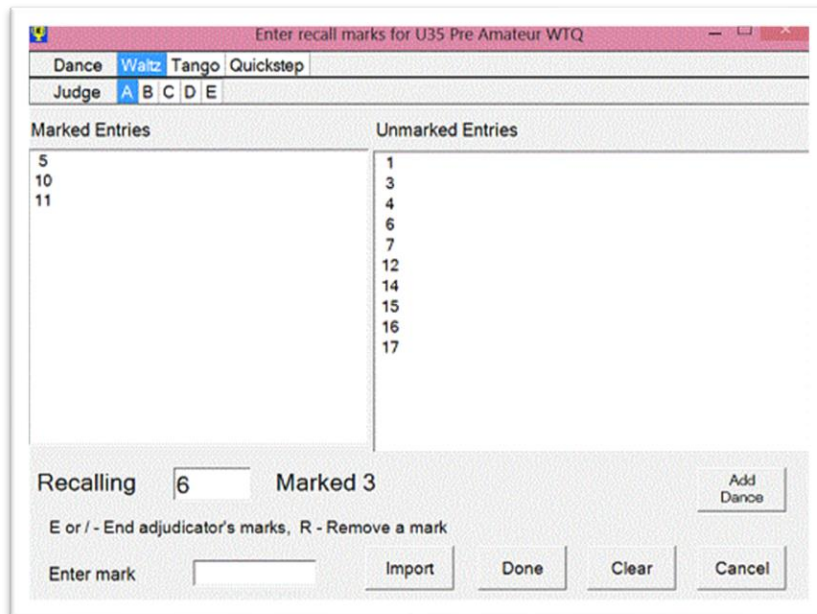 Enter recall marks for U35 Pre Amateur WTQ
Dance Waltz Tango Quickstep
Judge A B C D E
Marked Entries Unmarked Entries
5 1
10 3
11 4
6
7
12
14
15
16
17
Recalling 6 Marked 3 Add Dance
E or / - End adjudicator's marks, R - Remove a mark
Enter mark Import Done Clear Cancel